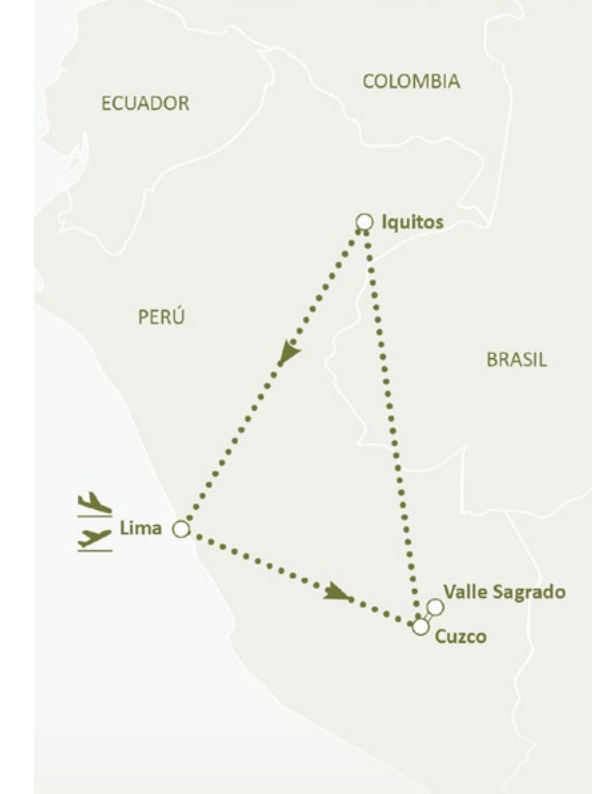 COLOMBIA
ECUADOR
Iquitos
PERÚ
BRASIL
Lima
Valle Sagrado
Cuzco